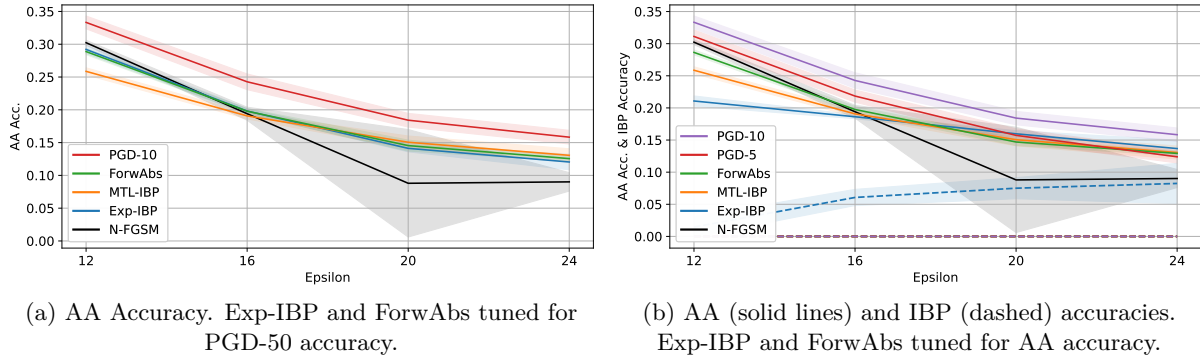 0.35
0.30
0.25
0.20
0.15
0.10
0.05
0.00
AA Acc.
PGD-10
ForwAbs
MTL-IBP
Exp-IBP
N-FGSM
12 16 20 24
Epsilon
(a) AA Accuracy. Exp-IBP and ForwAbs tuned for
PGD-50 accuracy.
0.35
0.30
0.25
0.20
0.15
0.10
0.05
0.00
AA Acc. & IBP Accuracy
PGD-10
PGD-5
ForwAbs
MTL-IBP
Exp-IBP
N-FGSM
12 16 20 24
Epsilon
(b) AA (solid lines) and IBP (dashed) accuracies.
Exp-IBP and ForwAbs tuned for AA accuracy.